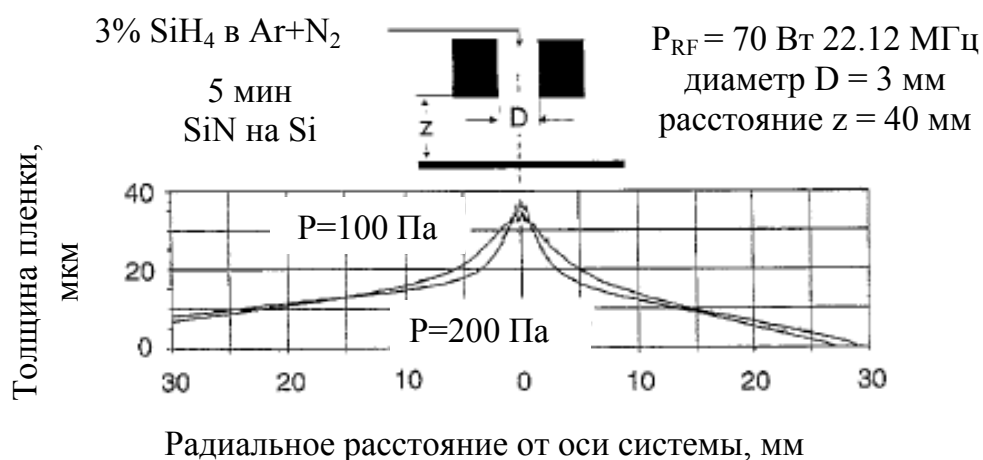 3% SiH₄ в Ar+N₂
5 мин
SiN на Si
P_RF = 70 Вт 22.12 МГц
диаметр D = 3 мм
расстояние z = 40 мм
z
D
Толщина пленки,
мкм
40
20
0
P=100 Па
P=200 Па
30 20 10 0 10 20 30
Радиальное расстояние от оси системы, мм